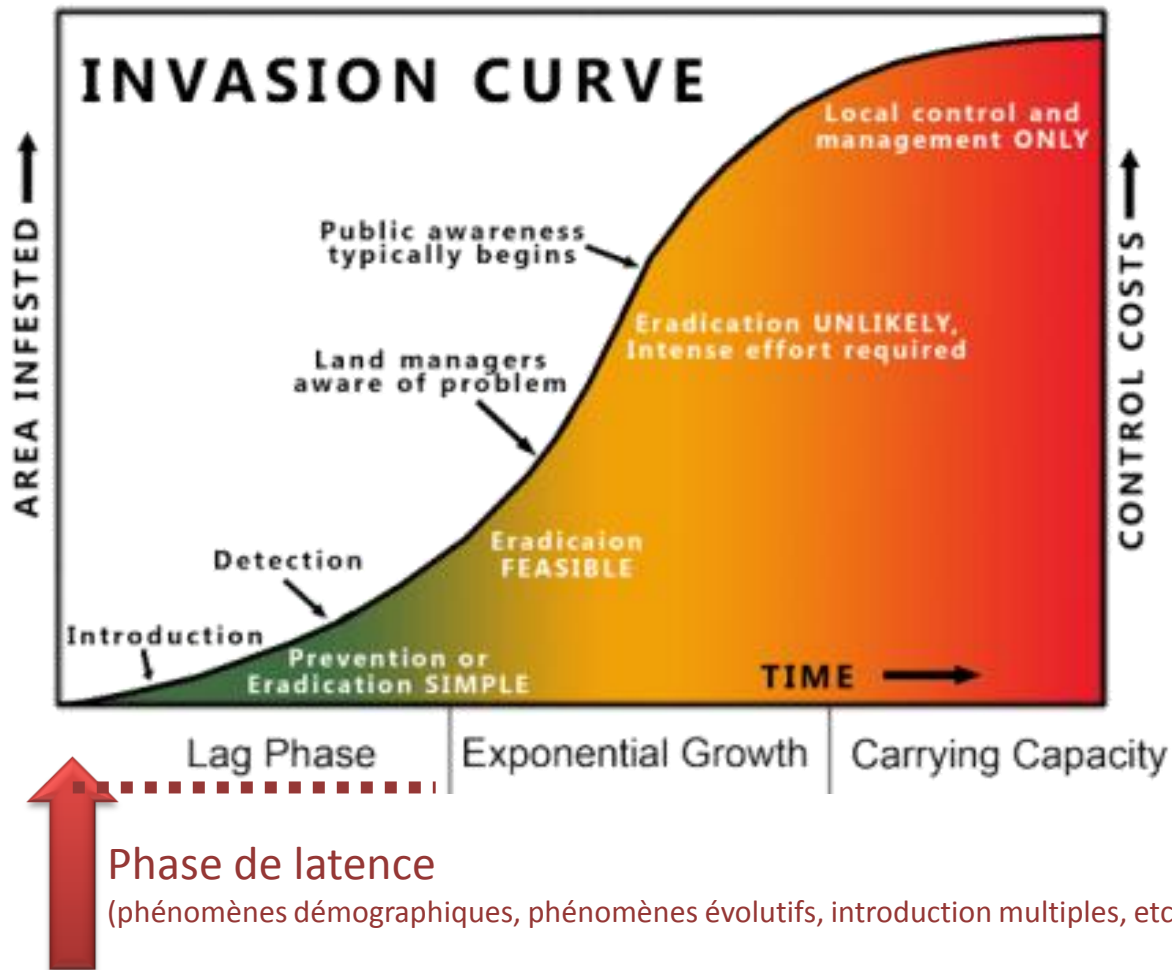 INVASION CURVE
Local control and
management ONLY
Public awareness
typically begins
Eradication UNLIKELY,
Intense effort required
Land managers
aware of problem
Eradicaion
FEASIBLE
Detection
Introduction
Prevention or
Eradication SIMPLE
TIME
AREA INFESTED
CONTROL COSTS
Lag Phase
Exponential Growth
Carrying Capacity
Phase de latence
(phénomènes démographiques, phénomènes évolutifs, introduction multiples, etc